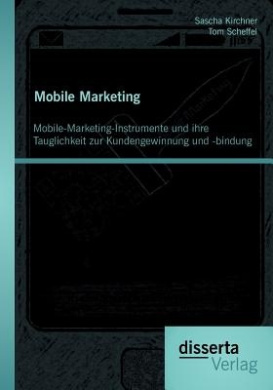 Sascha Kirchner
Tom Scheffel
Mobile Marketing
Mobile-Marketing-Instrumente und ihre
Tauglichkeit zur Kundengewinnung und -bindung
disserta
Verlag